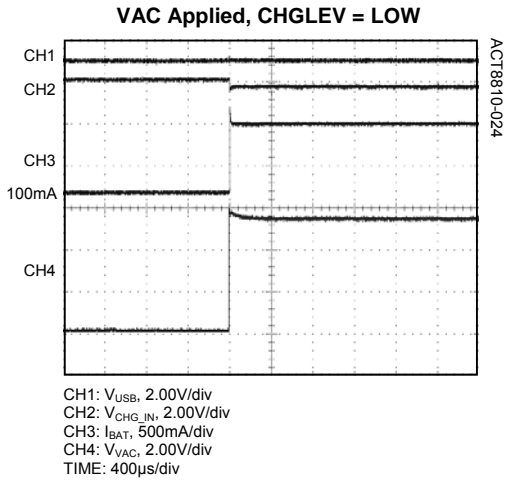 VAC Applied, CHGLEV = LOW
CH1
CH2
CH3
100mA
CH4
ACT8810-024
CH1: VUSB, 2.00V/div
CH2: VCHG_IN, 2.00V/div
CH3: IBAT, 500mA/div
CH4: VVAC, 2.00V/div
TIME: 400µs/div